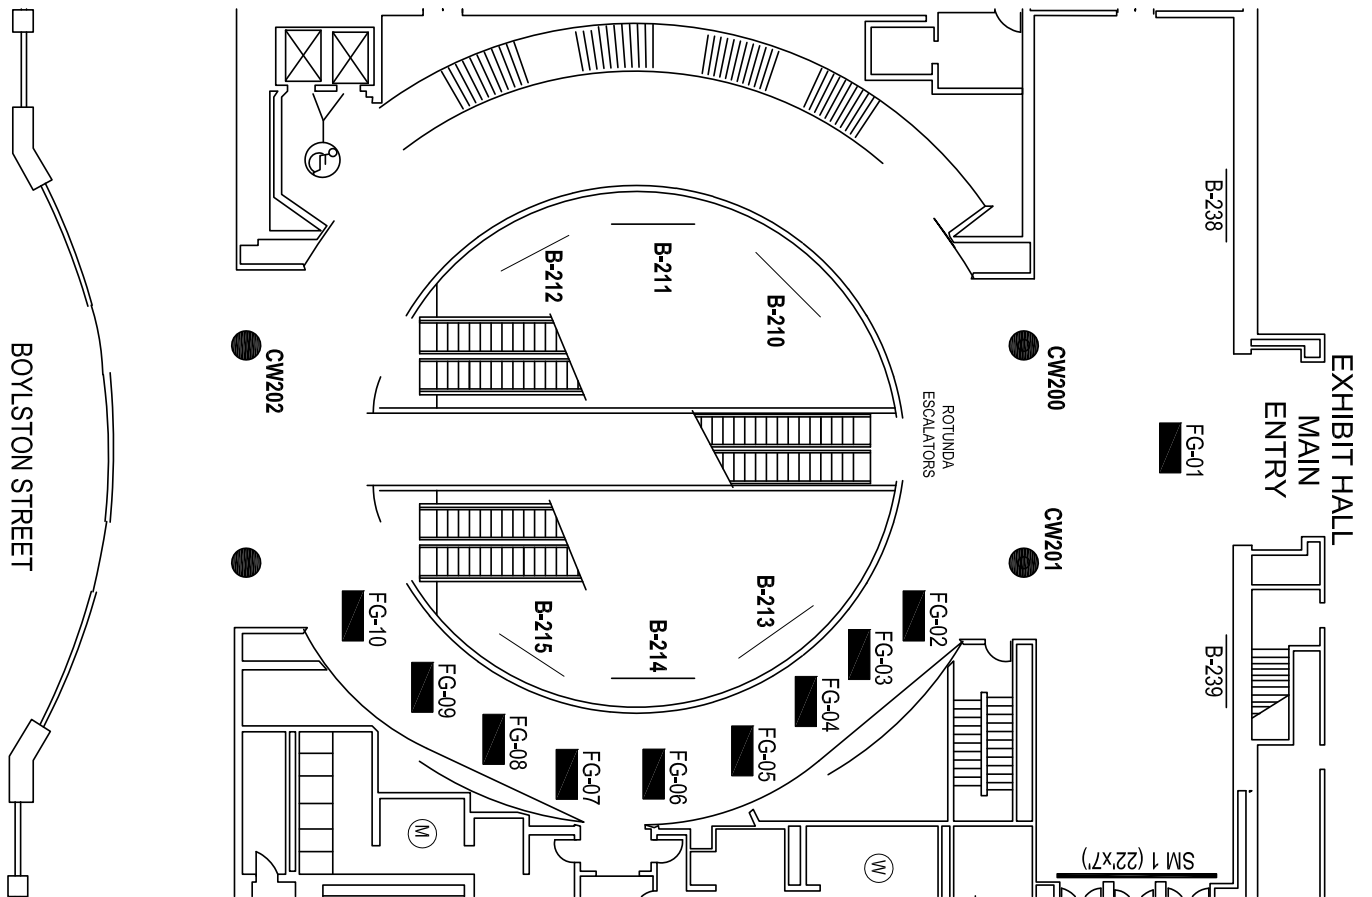 EXHIBIT HALL
MAIN
ENTRY
B-238
FG-01
B-239
SM 1 (22'x7')
CW200
CW201
ROTUNDA
ESCALATORS
B-210
B-211
B-212
B-213
B-214
B-215
FG-02
FG-03
FG-04
FG-05
FG-06
FG-07
FG-08
FG-09
FG-10
W
M
CW202
BOYLSTON STREET